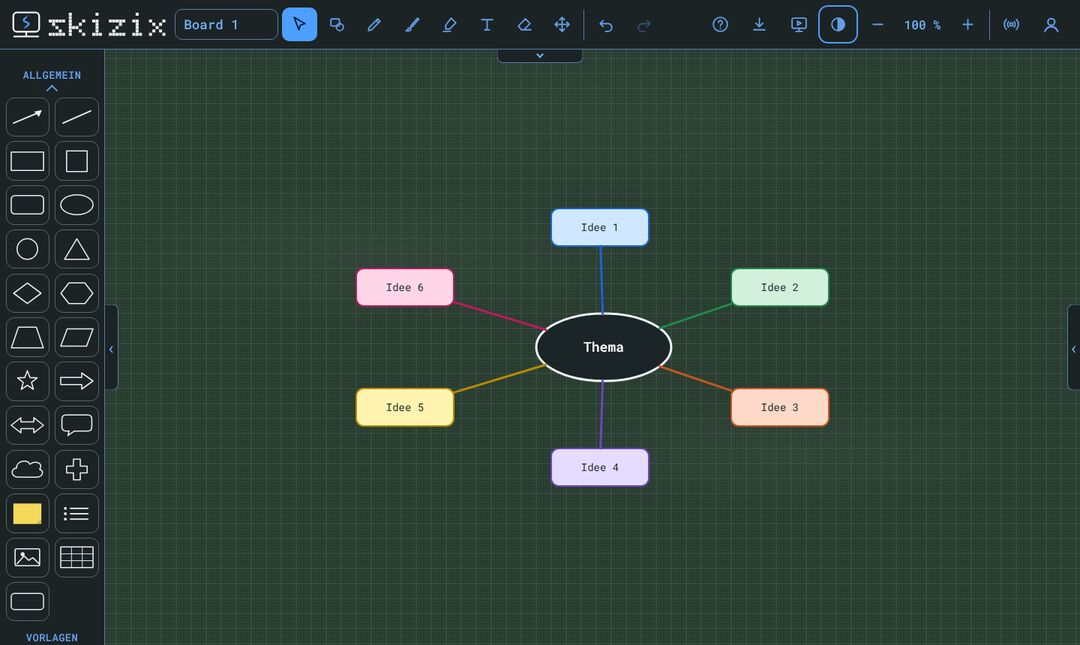 skizix
Board 1
100 %
ALLGEMEIN
Idee 1
Idee 6
Idee 2
Thema
Idee 5
Idee 3
Idee 4
VORLAGEN